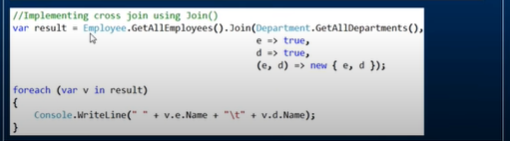 //Implementing cross join using Join()
var result = Employee.GetAllEmployees().Join(Department.GetAllDepartments(),
e => true,
d => true,
(e, d) => new { e, d });
foreach (var v in result)
{
Console.WriteLine(" " + v.e.Name + "\t" + v.d.Name);
}